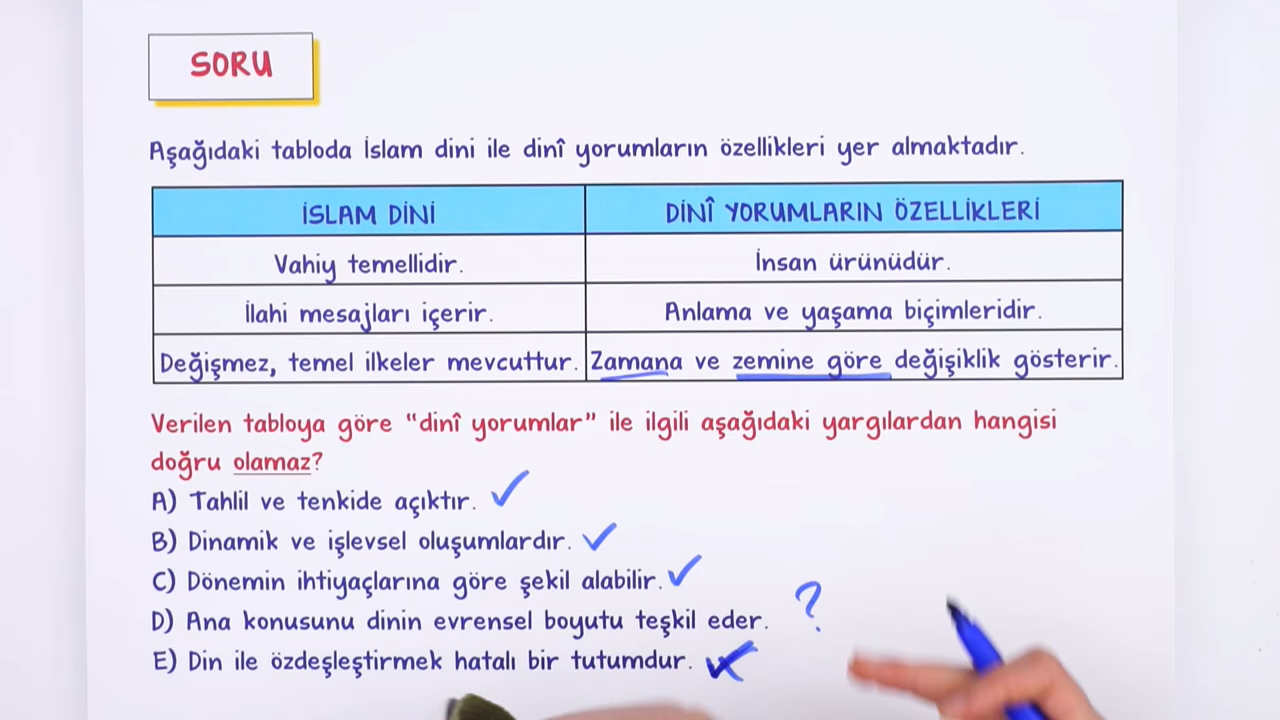 SORU
Aşağıdaki tabloda İslam dini ile dinî yorumların özellikleri yer almaktadır.
İSLAM DİNİ
DİNÎ YORUMLARIN ÖZELLİKLERİ
Vahiy temellidir.
İnsan ürünüdür.
İlahi mesajları içerir.
Anlama ve yaşama biçimleridir.
Değişmez, temel ilkeler mevcuttur.
Zamana ve zemine göre değişiklik gösterir.
Verilen tabloya göre "dinî yorumlar" ile ilgili aşağıdaki yargılardan hangisi
doğru olamaz?
A) Tahlil ve tenkide açıktır.
B) Dinamik ve işlevsel oluşumlardır.
C) Dönemin ihtiyaçlarına göre şekil alabilir.
D) Ana konusunu dinin evrensel boyutu teşkil eder. ?
E) Din ile özdeşleştirmek hatalı bir tutumdur.